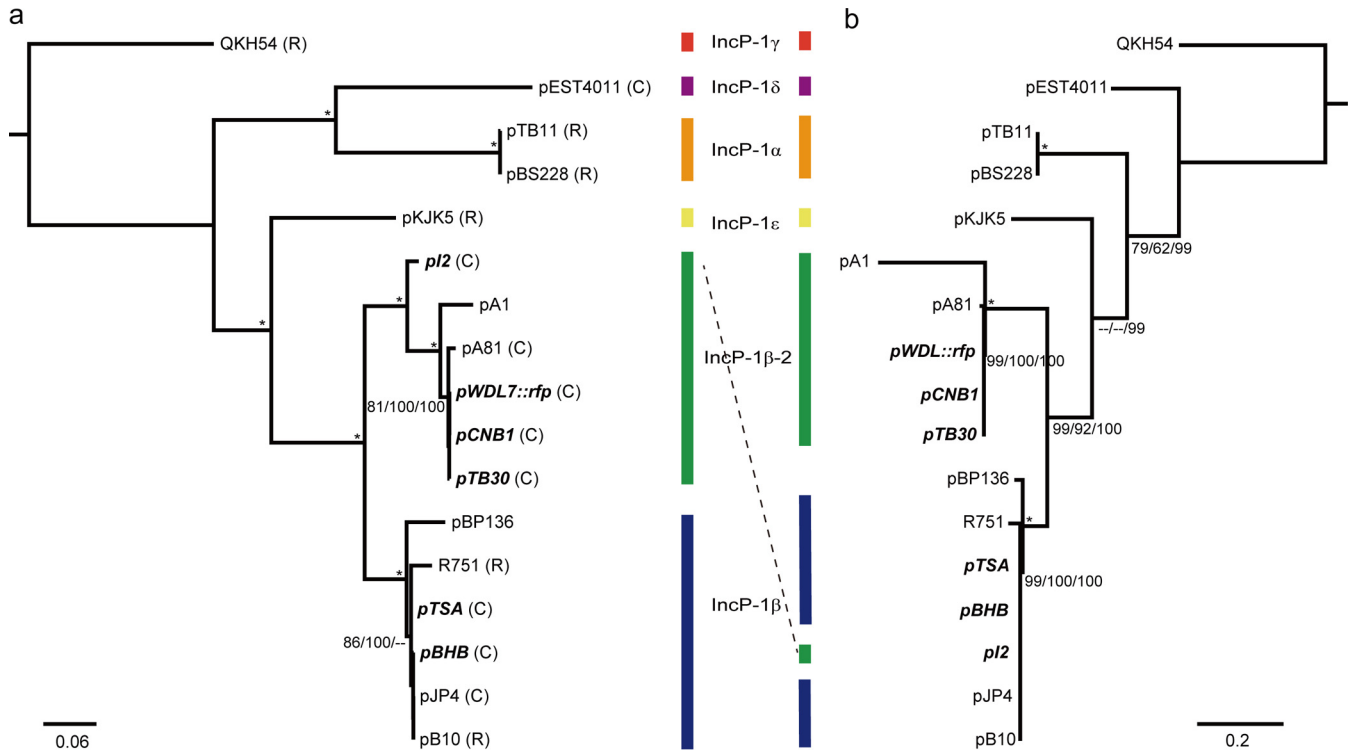 a
b
QKH54 (R)
pEST4011 (C)
pTB11 (R)
pBS228 (R)
pKJK5 (R)
pI2 (C)
pA1
pA81 (C)
pWDL7::rfp (C)
pCNB1 (C)
pTB30 (C)
pBP136
R751 (R)
pTSA (C)
pBHB (C)
pJP4 (C)
pB10 (R)
*
*
*
*
*
81/100/100
*
*
86/100/--
0.06
IncP-1γ
IncP-1δ
IncP-1α
IncP-1ε
IncP-1β-2
IncP-1β
QKH54
pEST4011
pTB11
pBS228
pKJK5
pA1
pA81
pWDL::rfp
pCNB1
pTB30
pBP136
R751
pTSA
pBHB
pI2
pJP4
pB10
*
79/62/99
--/--/99
*
99/100/100
99/92/100
*
99/100/100
0.2